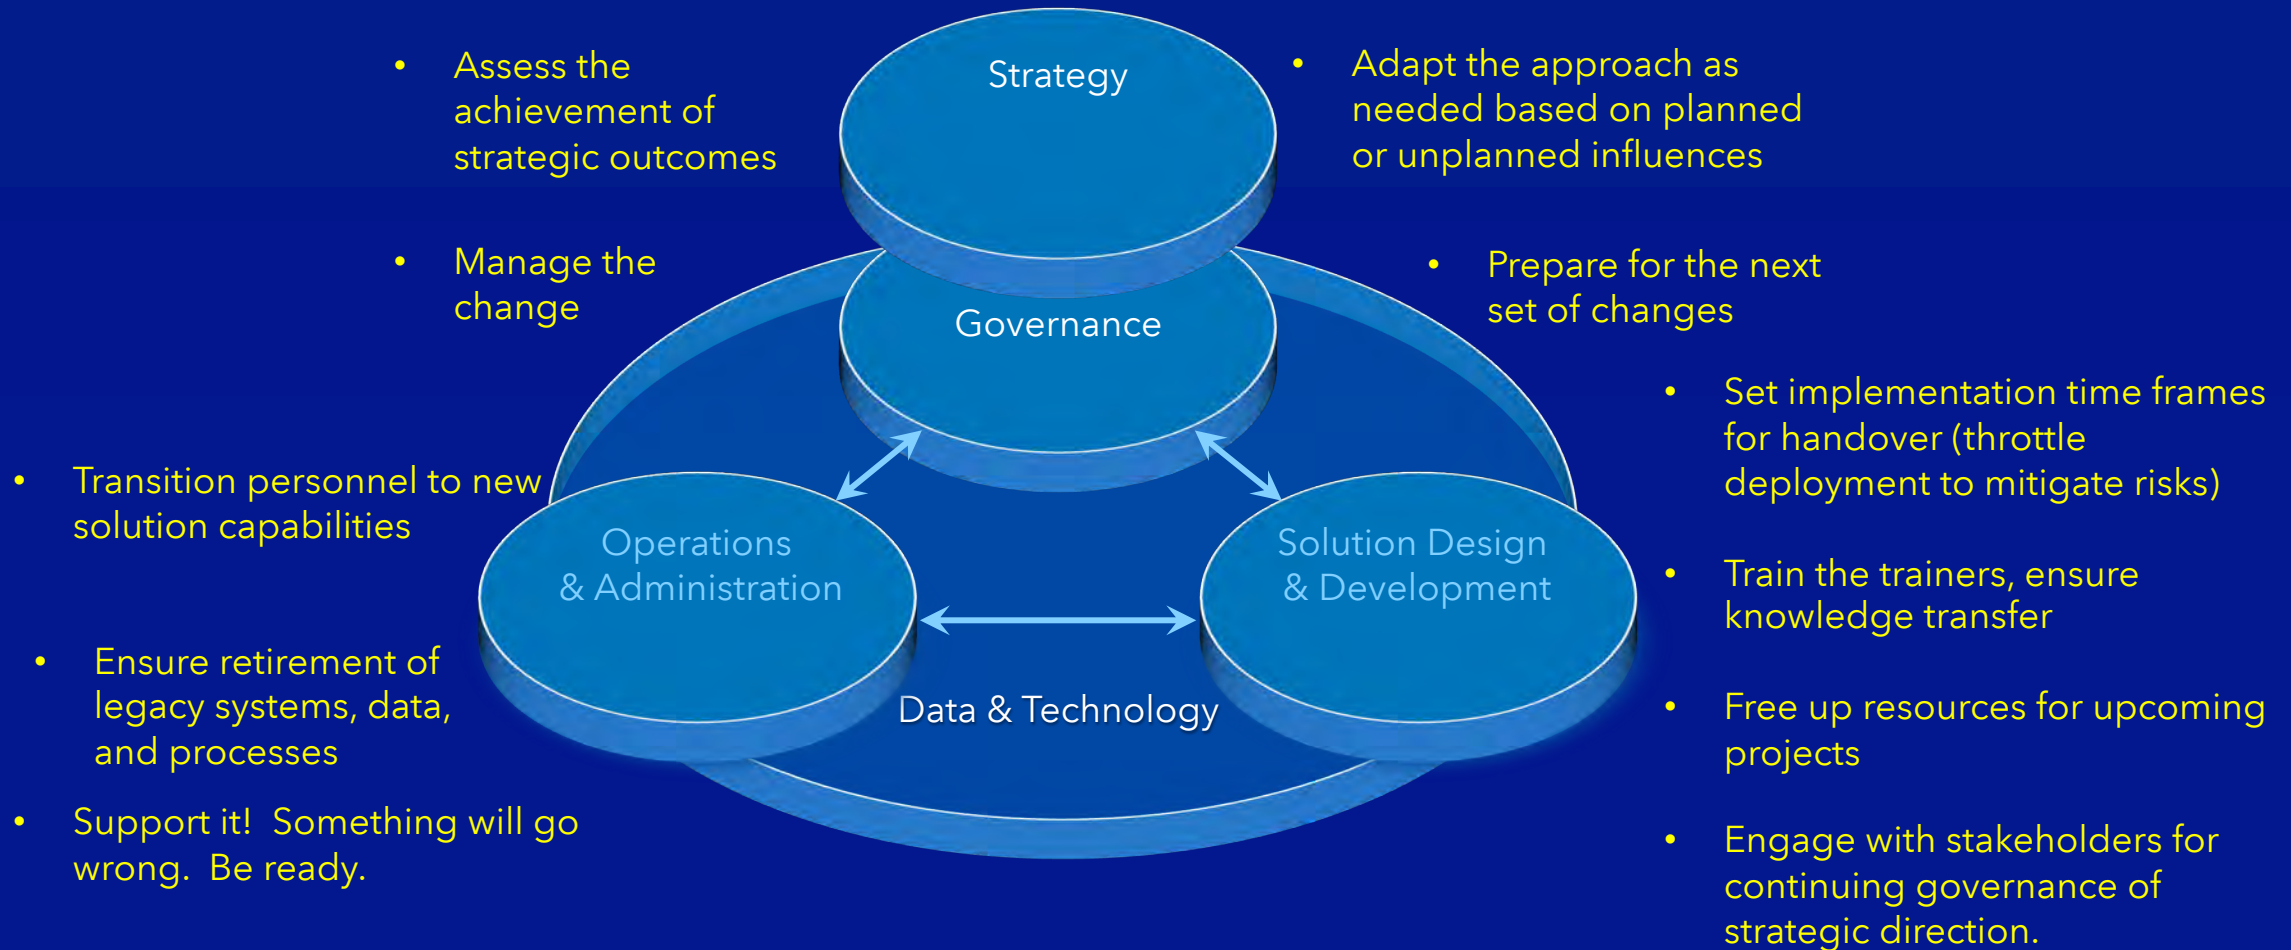 • Assess the
achievement of
strategic outcomes
Strategy
• Adapt the approach as
needed based on planned
or unplanned influences
• Manage the
change
Governance
• Prepare for the next
set of changes
• Transition personnel to new
solution capabilities
• Ensure retirement of
legacy systems, data,
and processes
• Support it!  Something will go
wrong.  Be ready.
Operations
& Administration
Data & Technology
Solution Design
& Development
• Set implementation time frames
for handover (throttle
deployment to mitigate risks)
• Train the trainers, ensure
knowledge transfer
• Free up resources for upcoming
projects
• Engage with stakeholders for
continuing governance of
strategic direction.